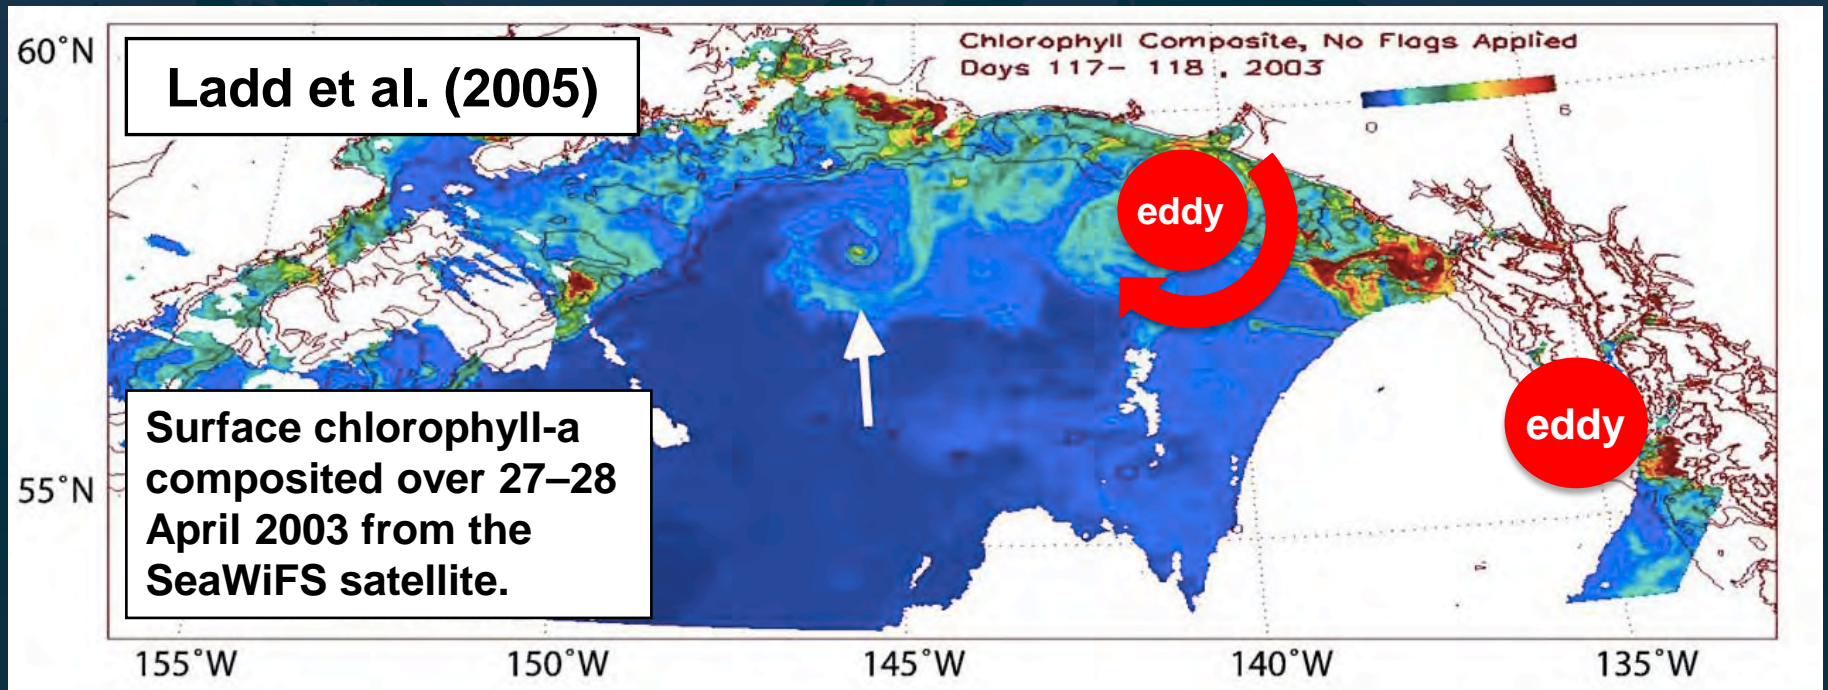 60°N
Ladd et al. (2005)
Chlorophyll Composite, No Flags Applied
Days 117- 118 , 2003
0
6
eddy
eddy
55°N
Surface chlorophyll-a
composited over 27–28
April 2003 from the
SeaWiFS satellite.
155°W
150°W
145°W
140°W
135°W